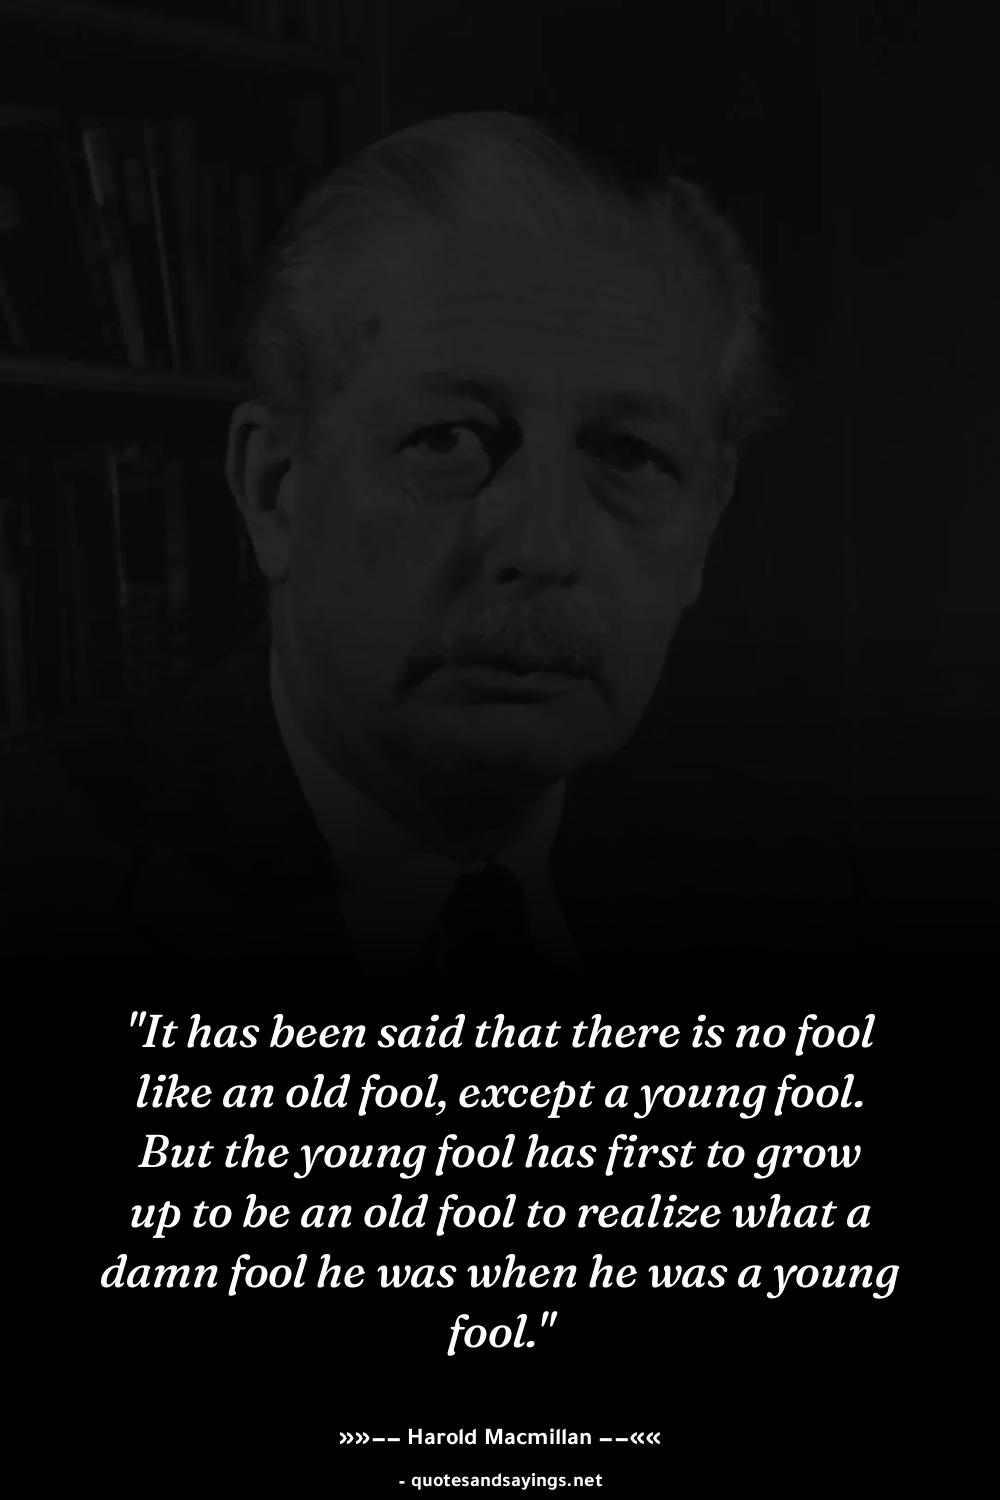 "It has been said that there is no fool
like an old fool, except a young fool.
But the young fool has first to grow
up to be an old fool to realize what a
damn fool he was when he was a young
fool."
»»−− Harold Macmillan −−««
- quotesandsayings.net